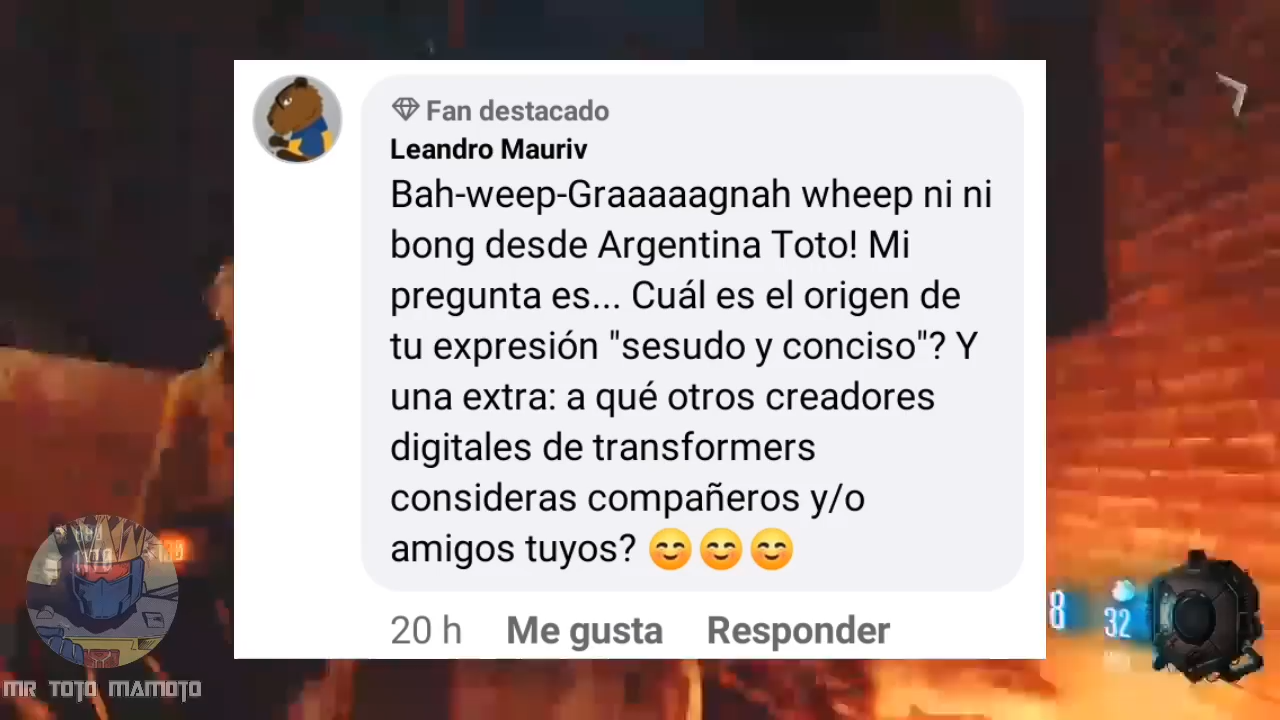 Fan destacado
Leandro Mauriv
Bah-weep-Graaaaagnah wheep ni ni
bong desde Argentina Toto! Mi
pregunta es... Cuál es el origen de
tu expresión "sesudo y conciso"? Y
una extra: a qué otros creadores
digitales de transformers
consideras compañeros y/o
amigos tuyos? 😊😊😊
20 h Me gusta Responder
8
32
MR TOTO MAMOTO